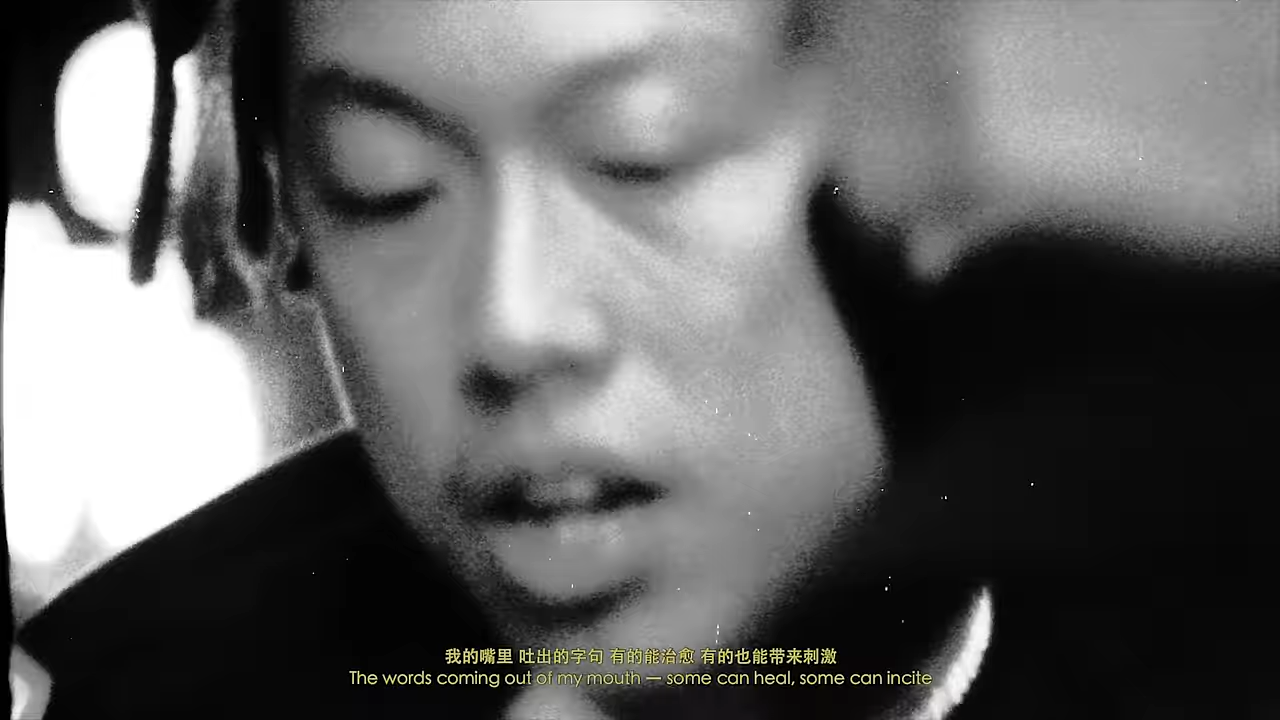 我的嘴里 吐出的字句 有的能治愈 有的也能带来刺激
The words coming out of my mouth — some can heal, some can incite